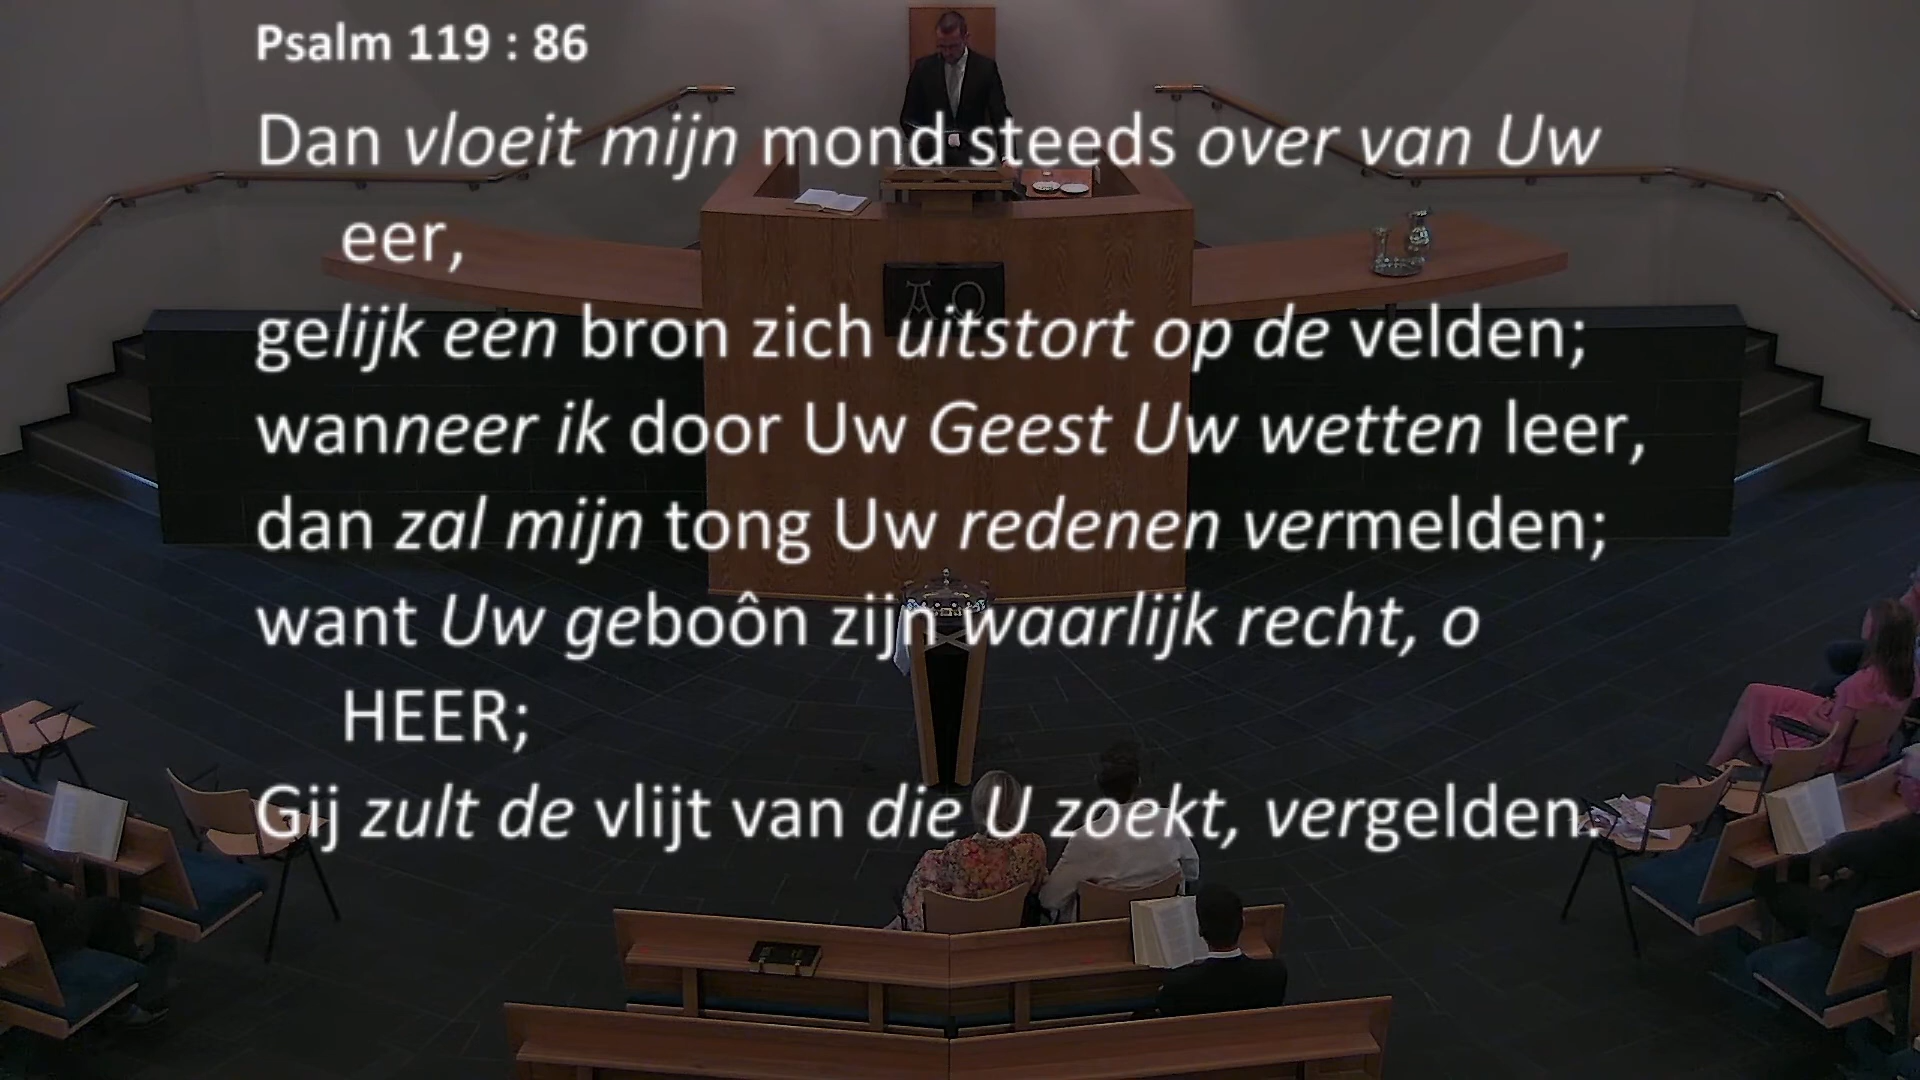 Psalm 119 : 86
Dan vloeit mijn mond steeds over van Uw
eer,
gelijk een bron zich uitstort op de velden;
wanneer ik door Uw Geest Uw wetten leer,
dan zal mijn tong Uw redenen vermelden;
want Uw geboôn zijn waarlijk recht, o
HEER;
Gij zult de vlijt van die U zoekt, vergelden.
Α Ω